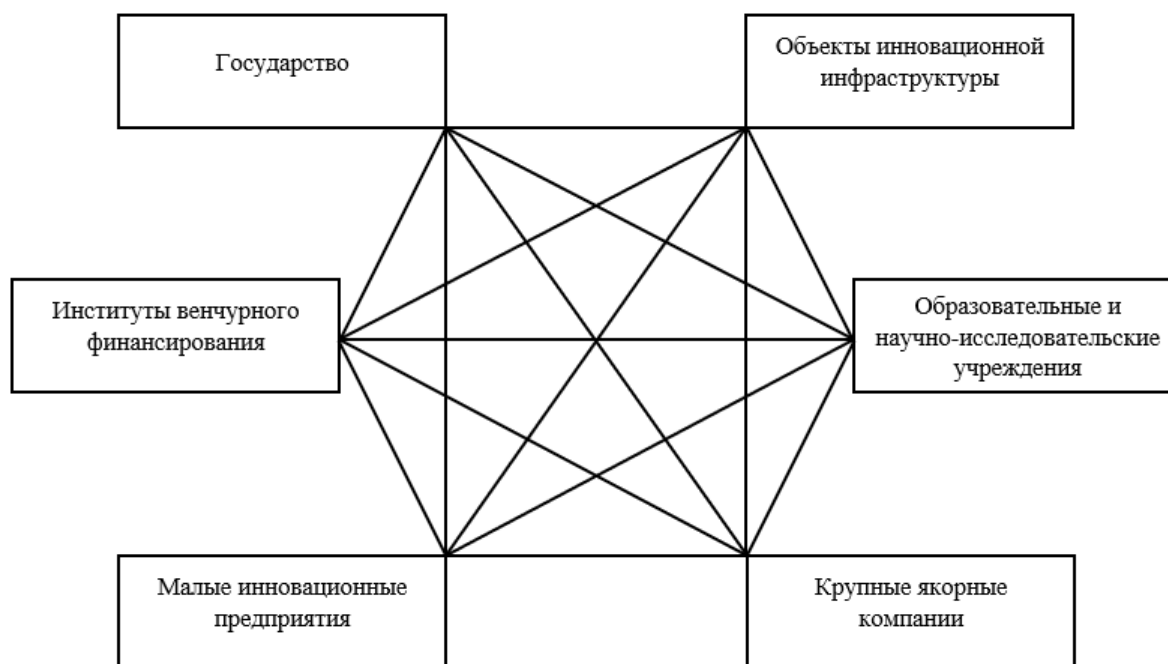 Государство
Объекты инновационной
инфраструктуры
Институты венчурного
финансирования
Образовательные и
научно-исследовательские
учреждения
Малые инновационные
предприятия
Крупные якорные
компании